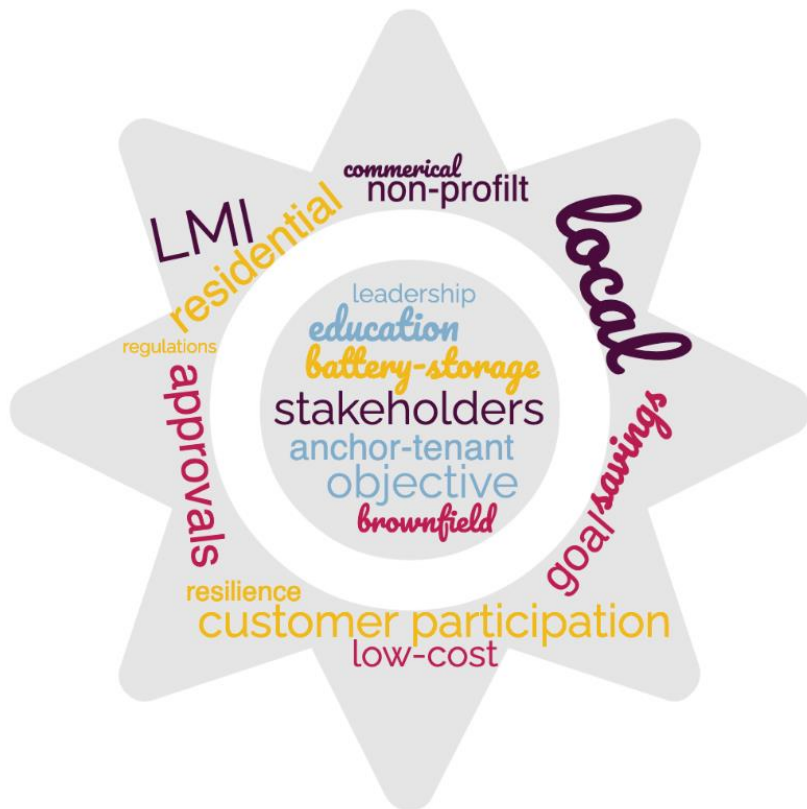 commerical
non-profilt
LMI
residential
local
regulations
leadership
education
battery-storage
stakeholders
anchor-tenant
objective
brownfield
approvals
savings
goal
resilience
customer participation
low-cost